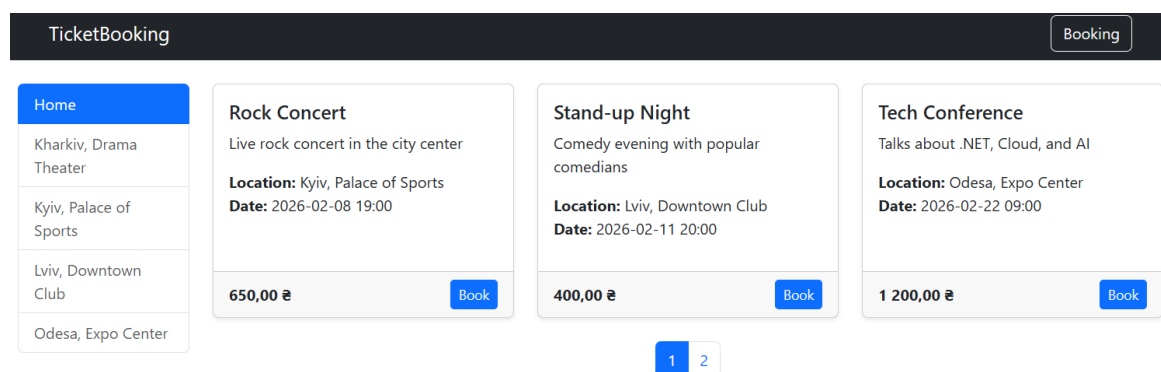 TicketBooking
Booking
Home
Kharkiv, Drama
Theater
Kyiv, Palace of
Sports
Lviv, Downtown
Club
Odesa, Expo Center
Rock Concert
Live rock concert in the city center
Location: Kyiv, Palace of Sports
Date: 2026-02-08 19:00
650,00 ₴
Book
Stand-up Night
Comedy evening with popular
comedians
Location: Lviv, Downtown Club
Date: 2026-02-11 20:00
400,00 ₴
Book
Tech Conference
Talks about .NET, Cloud, and AI
Location: Odesa, Expo Center
Date: 2026-02-22 09:00
1 200,00 ₴
Book
1 2